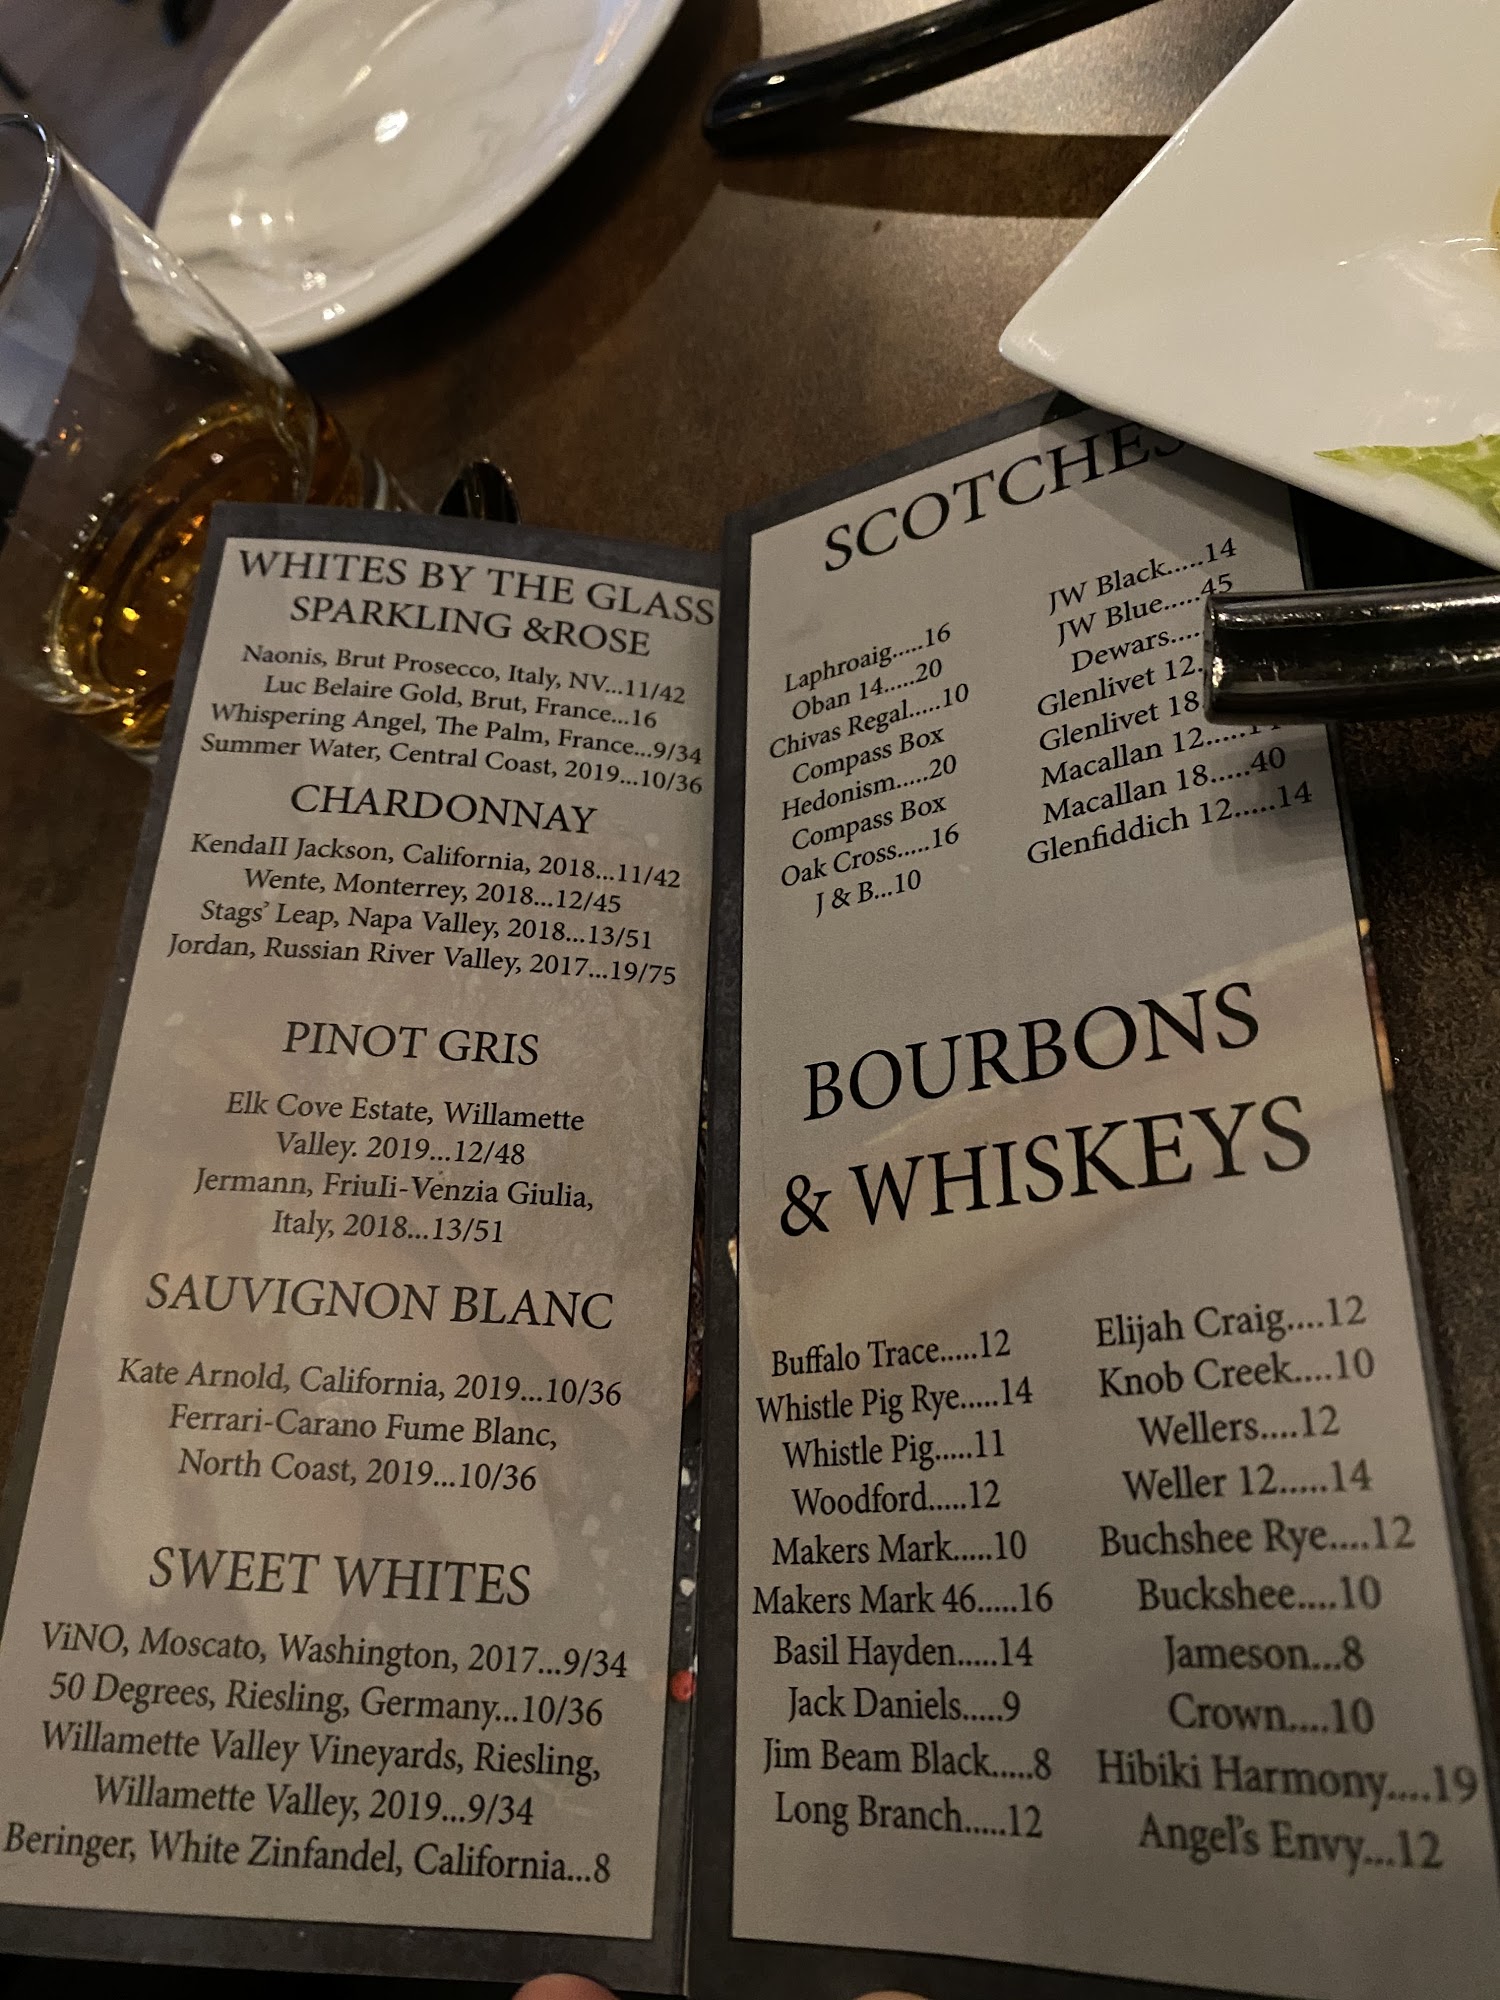 WHITES BY THE GLASS
SPARKLING &ROSE
Naonis, Brut Prosecco, Italy, NV...11/42
Luc Belaire Gold, Brut, France...16
Whispering Angel, The Palm, France...9/34
Summer Water, Central Coast, 2019...10/36
CHARDONNAY
KendaII Jackson, California, 2018...11/42
Wente, Monterrey, 2018...12/45
Stags' Leap, Napa Valley, 2018...13/51
Jordan, Russian River Valley, 2017...19/75
PINOT GRIS
Elk Cove Estate, Willamette
Valley. 2019...12/48
Jermann, FriuIi-Venzia Giulia,
Italy, 2018...13/51
SAUVIGNON BLANC
Kate Arnold, California, 2019...10/36
Ferrari-Carano Fume Blanc,
North Coast, 2019...10/36
SWEET WHITES
ViNO, Moscato, Washington, 2017...9/34
50 Degrees, Riesling, Germany...10/36
Willamette Valley Vineyards, Riesling,
Willamette Valley, 2019...9/34
Beringer, White Zinfandel, California...8
SCOTCHES
Laphroaig.....16
Oban 14.....20
Chivas Regal.....10
Compass Box
Hedonism.....20
Compass Box
Oak Cross.....16
J & B...10
JW Black.....14
JW Blue.....45
Dewars.....
Glenlivet 12.
Glenlivet 18.
Macallan 12.....
Macallan 18.....40
Glenfiddich 12.....14
BOURBONS
& WHISKEYS
Buffalo Trace.....12
Whistle Pig Rye.....14
Whistle Pig.....11
Woodford.....12
Makers Mark.....10
Makers Mark 46.....16
Basil Hayden.....14
Jack Daniels.....9
Jim Beam Black.....8
Long Branch.....12
Elijah Craig....12
Knob Creek....10
Wellers....12
Weller 12.....14
Buchshee Rye....12
Buckshee....10
Jameson...8
Crown....10
Hibiki Harmony....19
Angel's Envy...12